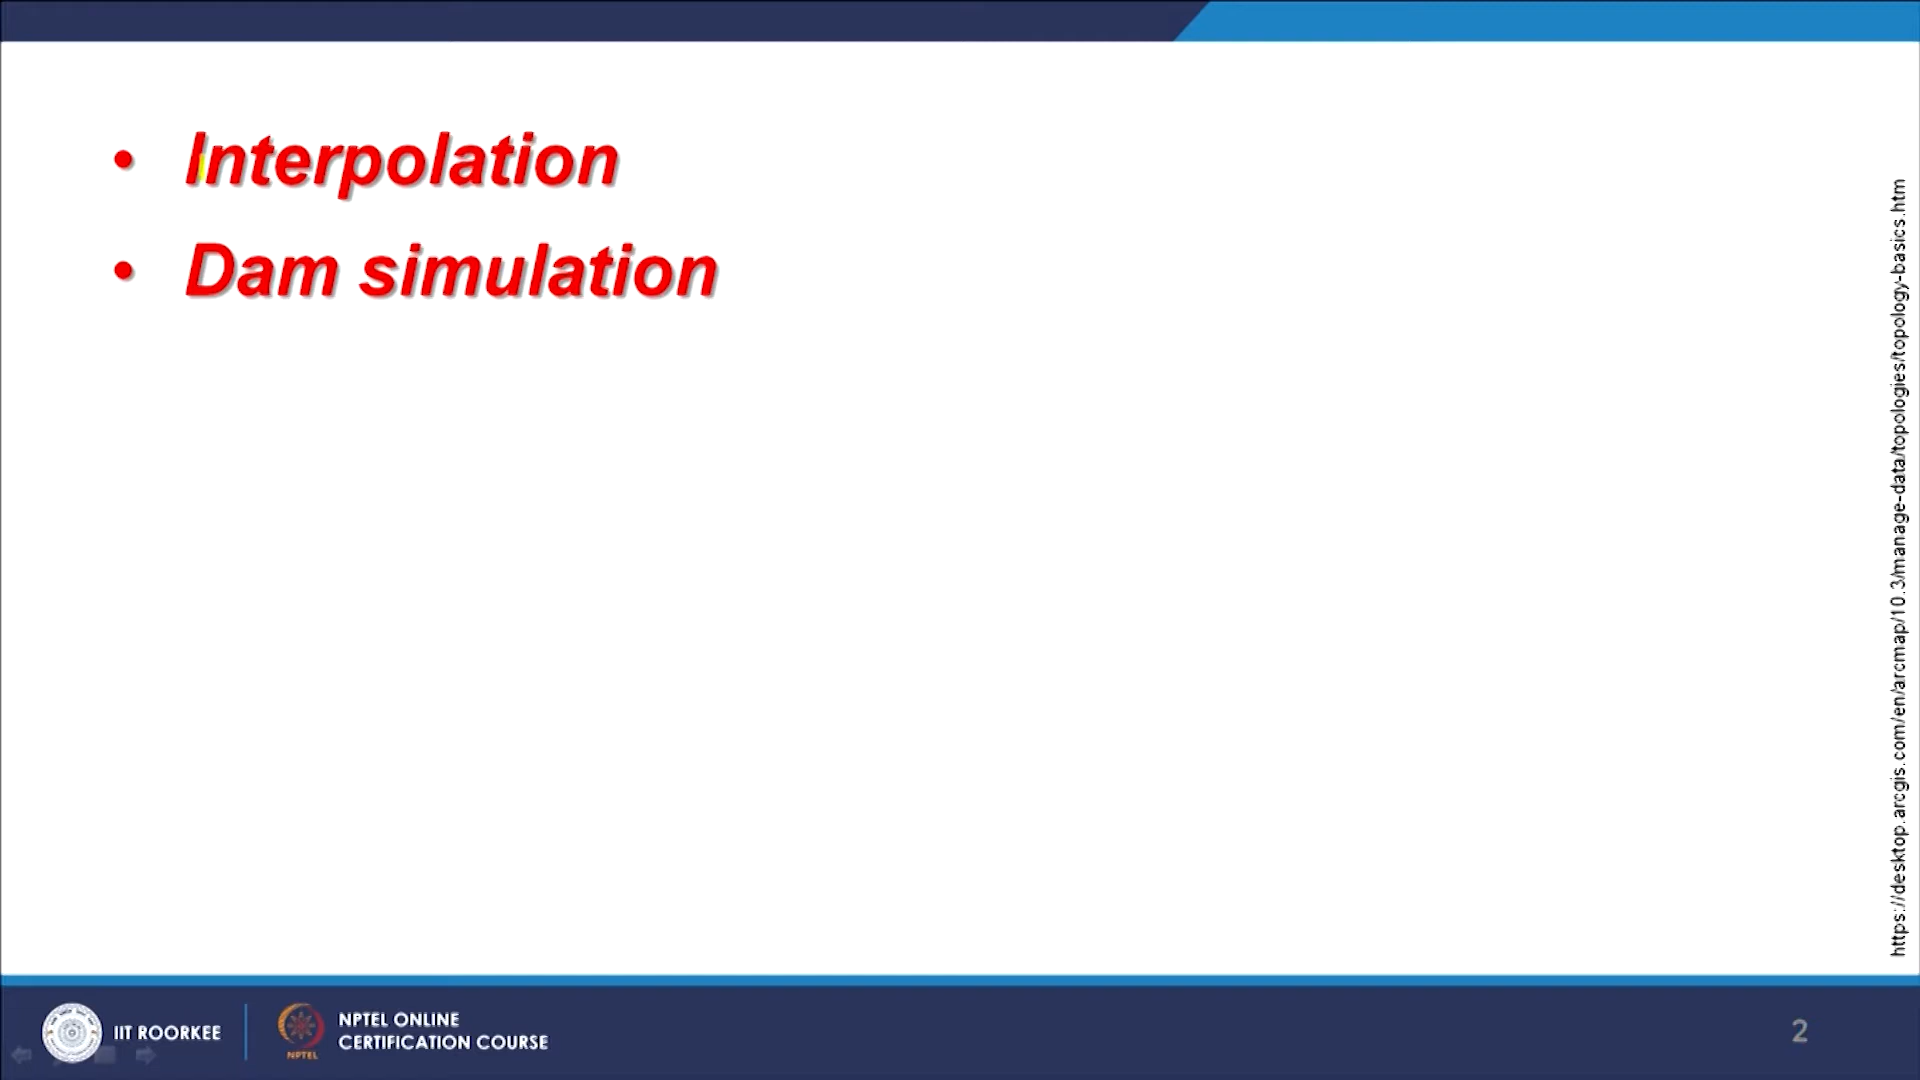 • Interpolation
• Dam simulation
https://desktop.arcgis.com/en/arcmap/10.3/manage-data/topologies/topology-basics.htm
IIT ROORKEE
NPTEL
NPTEL ONLINE
CERTIFICATION COURSE
2